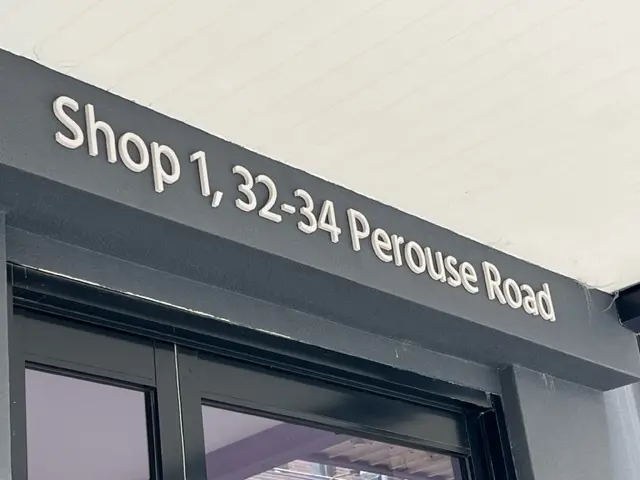 Shop 1, 32-34 Perouse Road